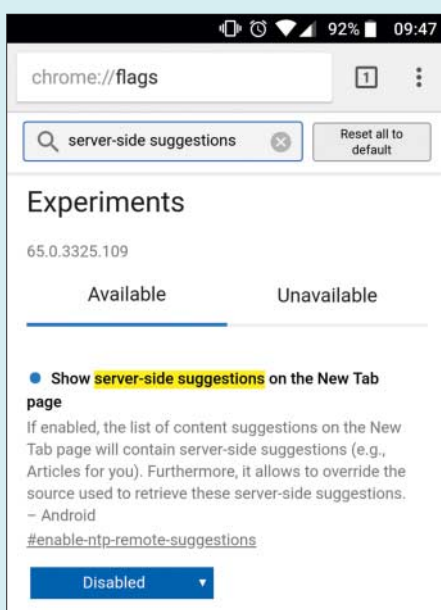 92% 09:47
chrome://flags 1
server-side suggestions Reset all to
default
Experiments
65.0.3325.109
Available Unavailable
Show server-side suggestions on the New Tab
page
If enabled, the list of content suggestions on the New
Tab page will contain server-side suggestions (e.g.,
Articles for you). Furthermore, it allows to override the
source used to retrieve these server-side suggestions.
– Android
#enable-ntp-remote-suggestions
Disabled